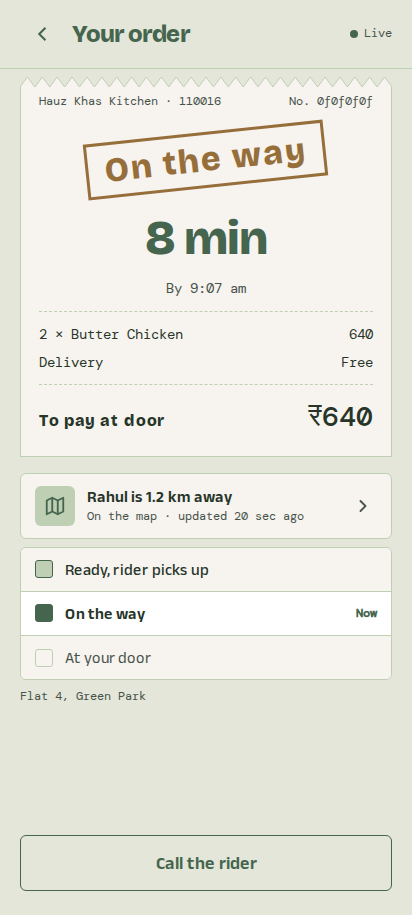 Your order
Live
Hauz Khas Kitchen · 110016
No. 0f0f0f0f
On the way
8 min
By 9:07 am
2 × Butter Chicken
640
Delivery
Free
To pay at door
₹640
Rahul is 1.2 km away
On the map · updated 20 sec ago
Ready, rider picks up
On the way
Now
At your door
Flat 4, Green Park
Call the rider